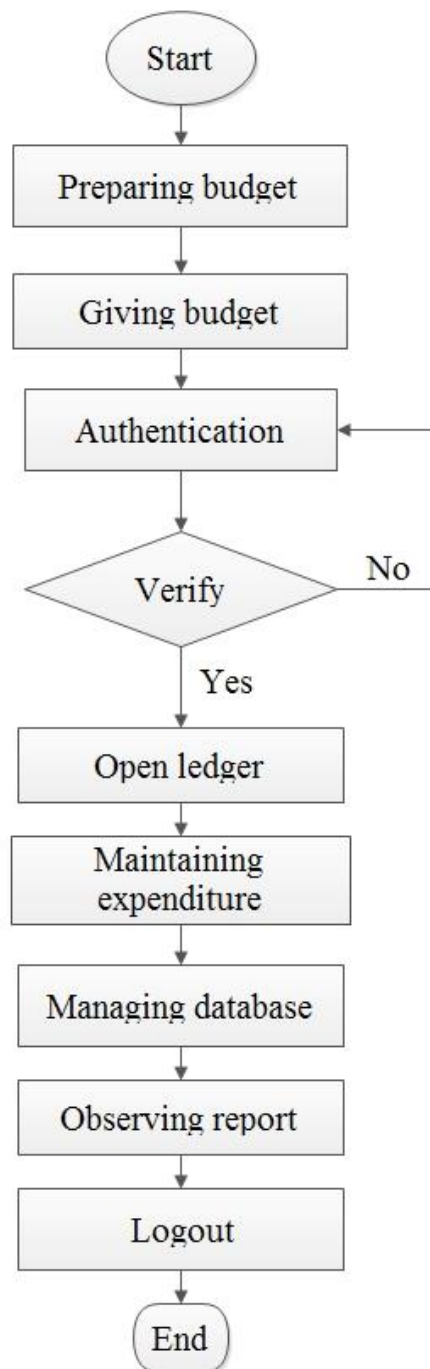 Start
Preparing budget
Giving budget
Authentication
Verify
No
Yes
Open ledger
Maintaining
expenditure
Managing database
Observing report
Logout
End